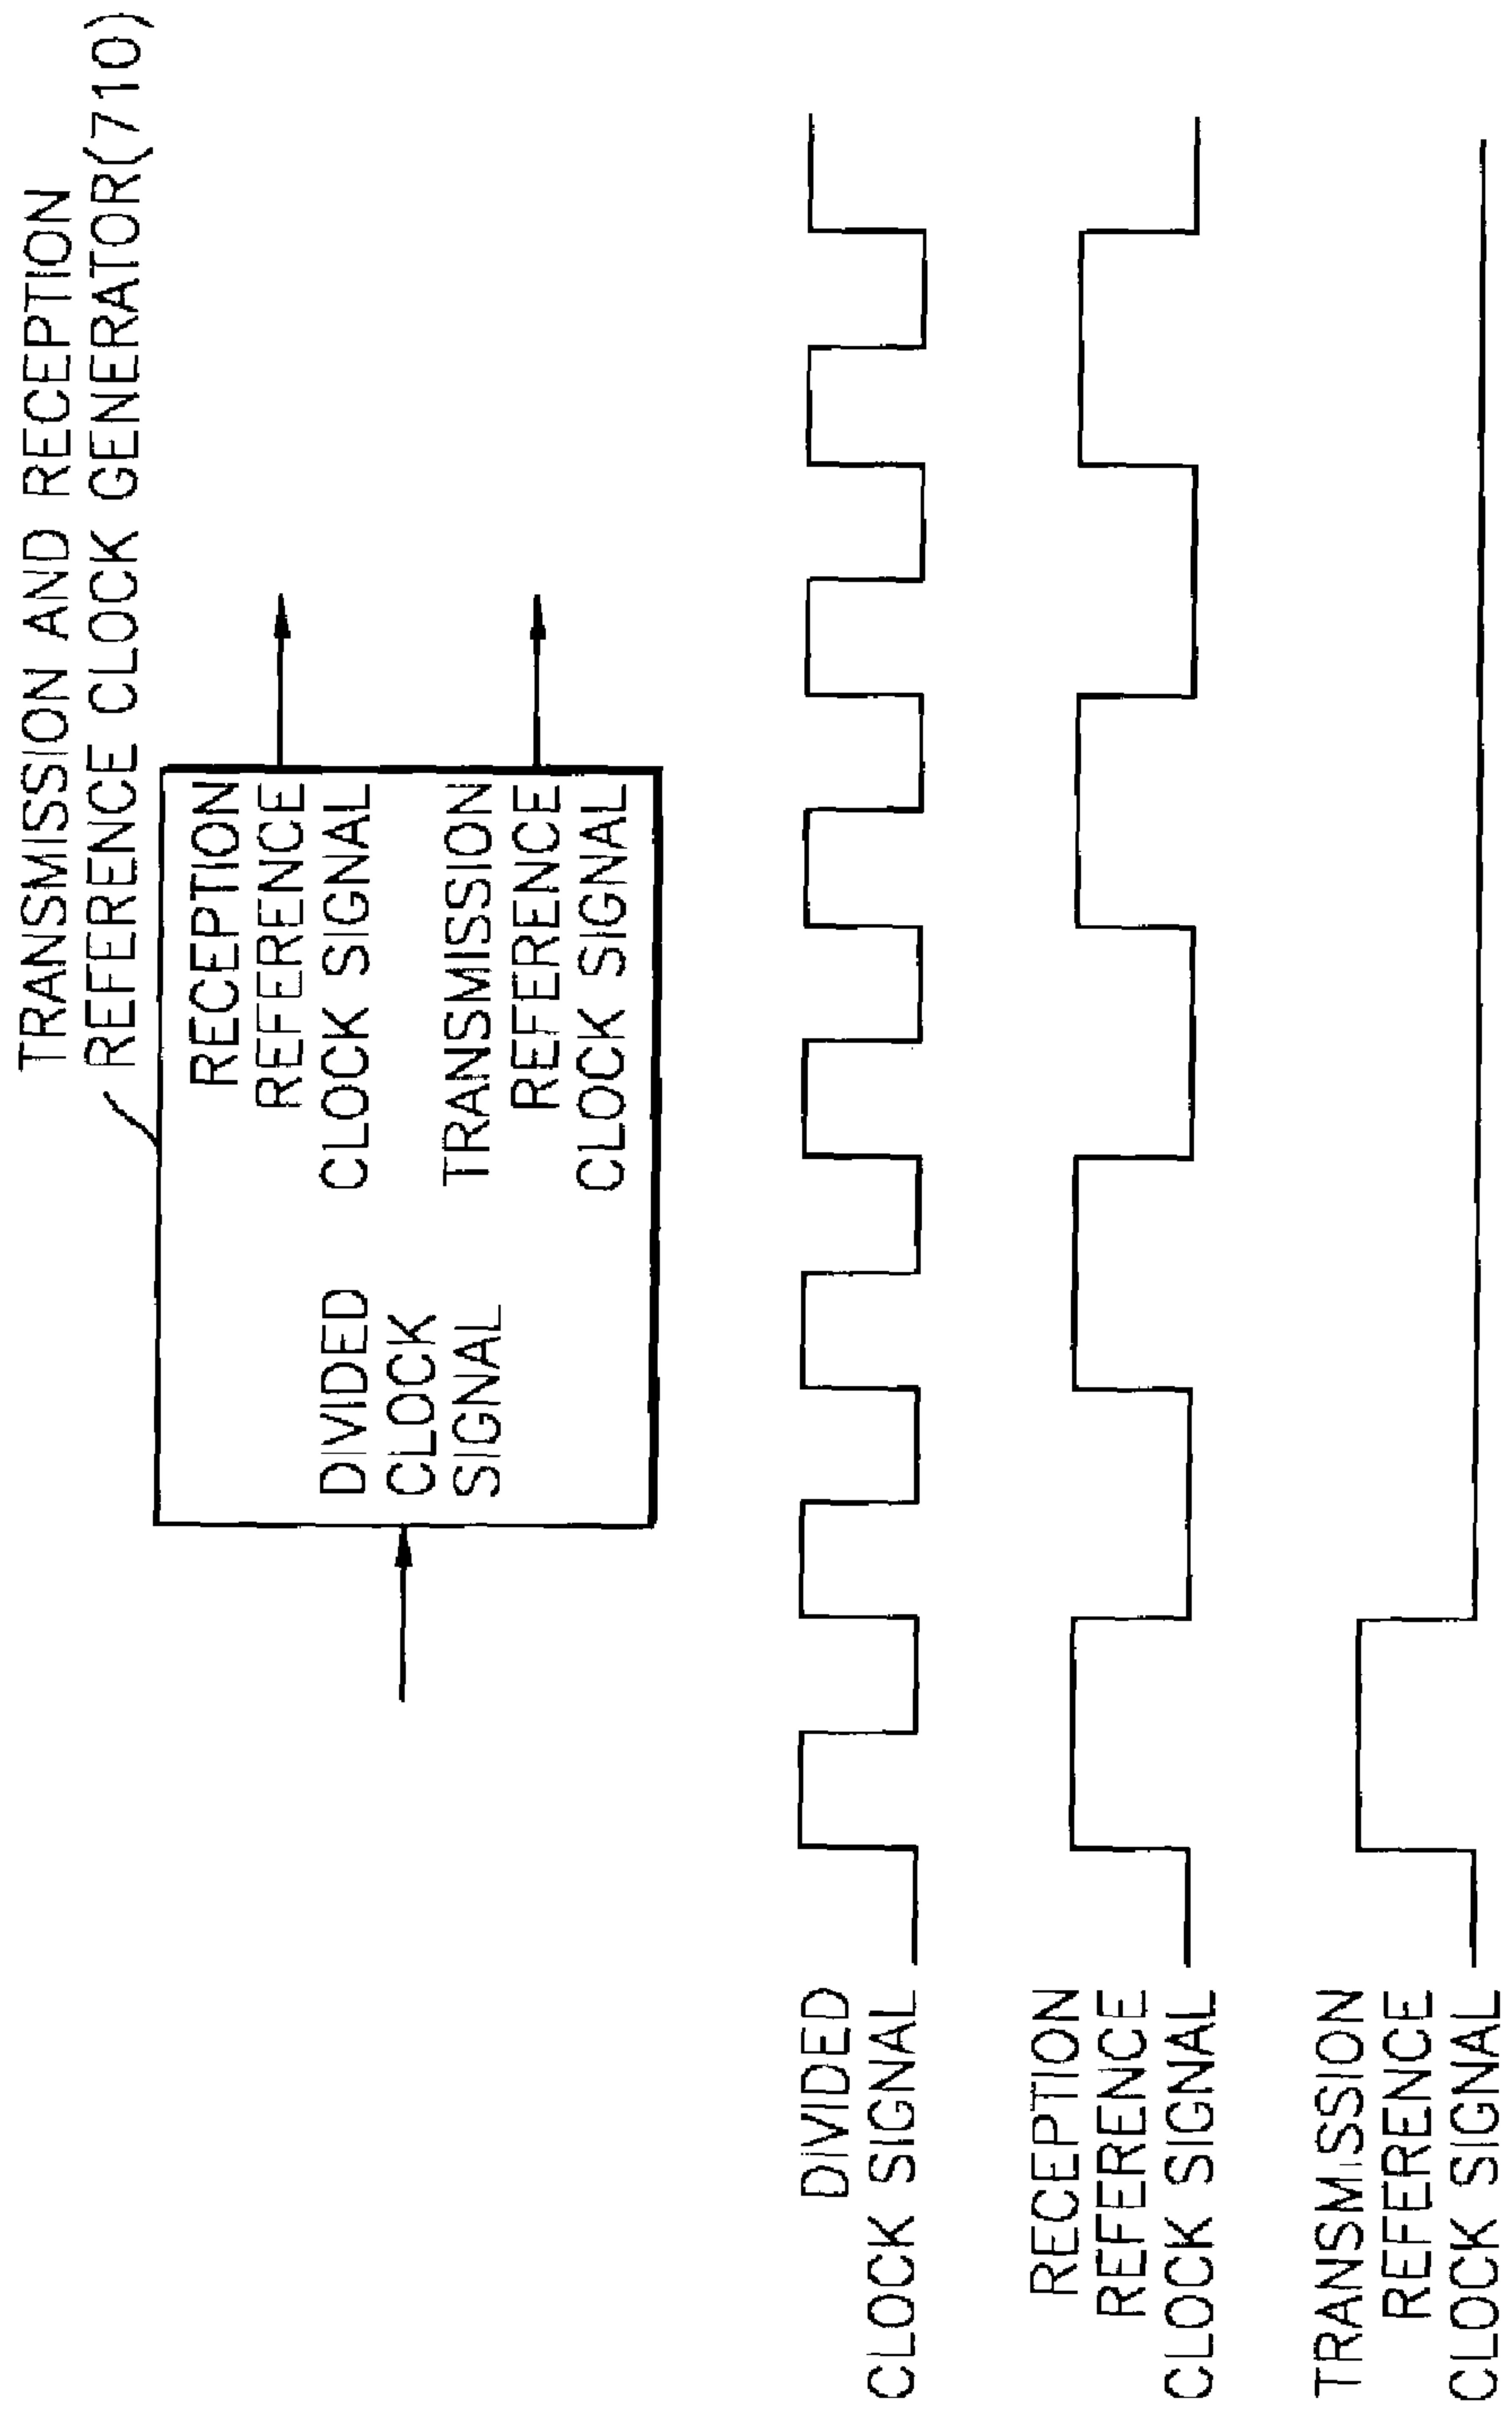 TRANSMISSION AND RECEPTION
REFERENCE CLOCK GENERATOR(710)
RECEPTION
REFERENCE
CLOCK SIGNAL
DIVIDED
CLOCK
SIGNAL
TRANSMISSION
REFERENCE
CLOCK SIGNAL
DIVIDED
CLOCK SIGNAL
RECEPTION
REFERENCE
CLOCK SIGNAL
TRANSMISSION
REFERENCE
CLOCK SIGNAL